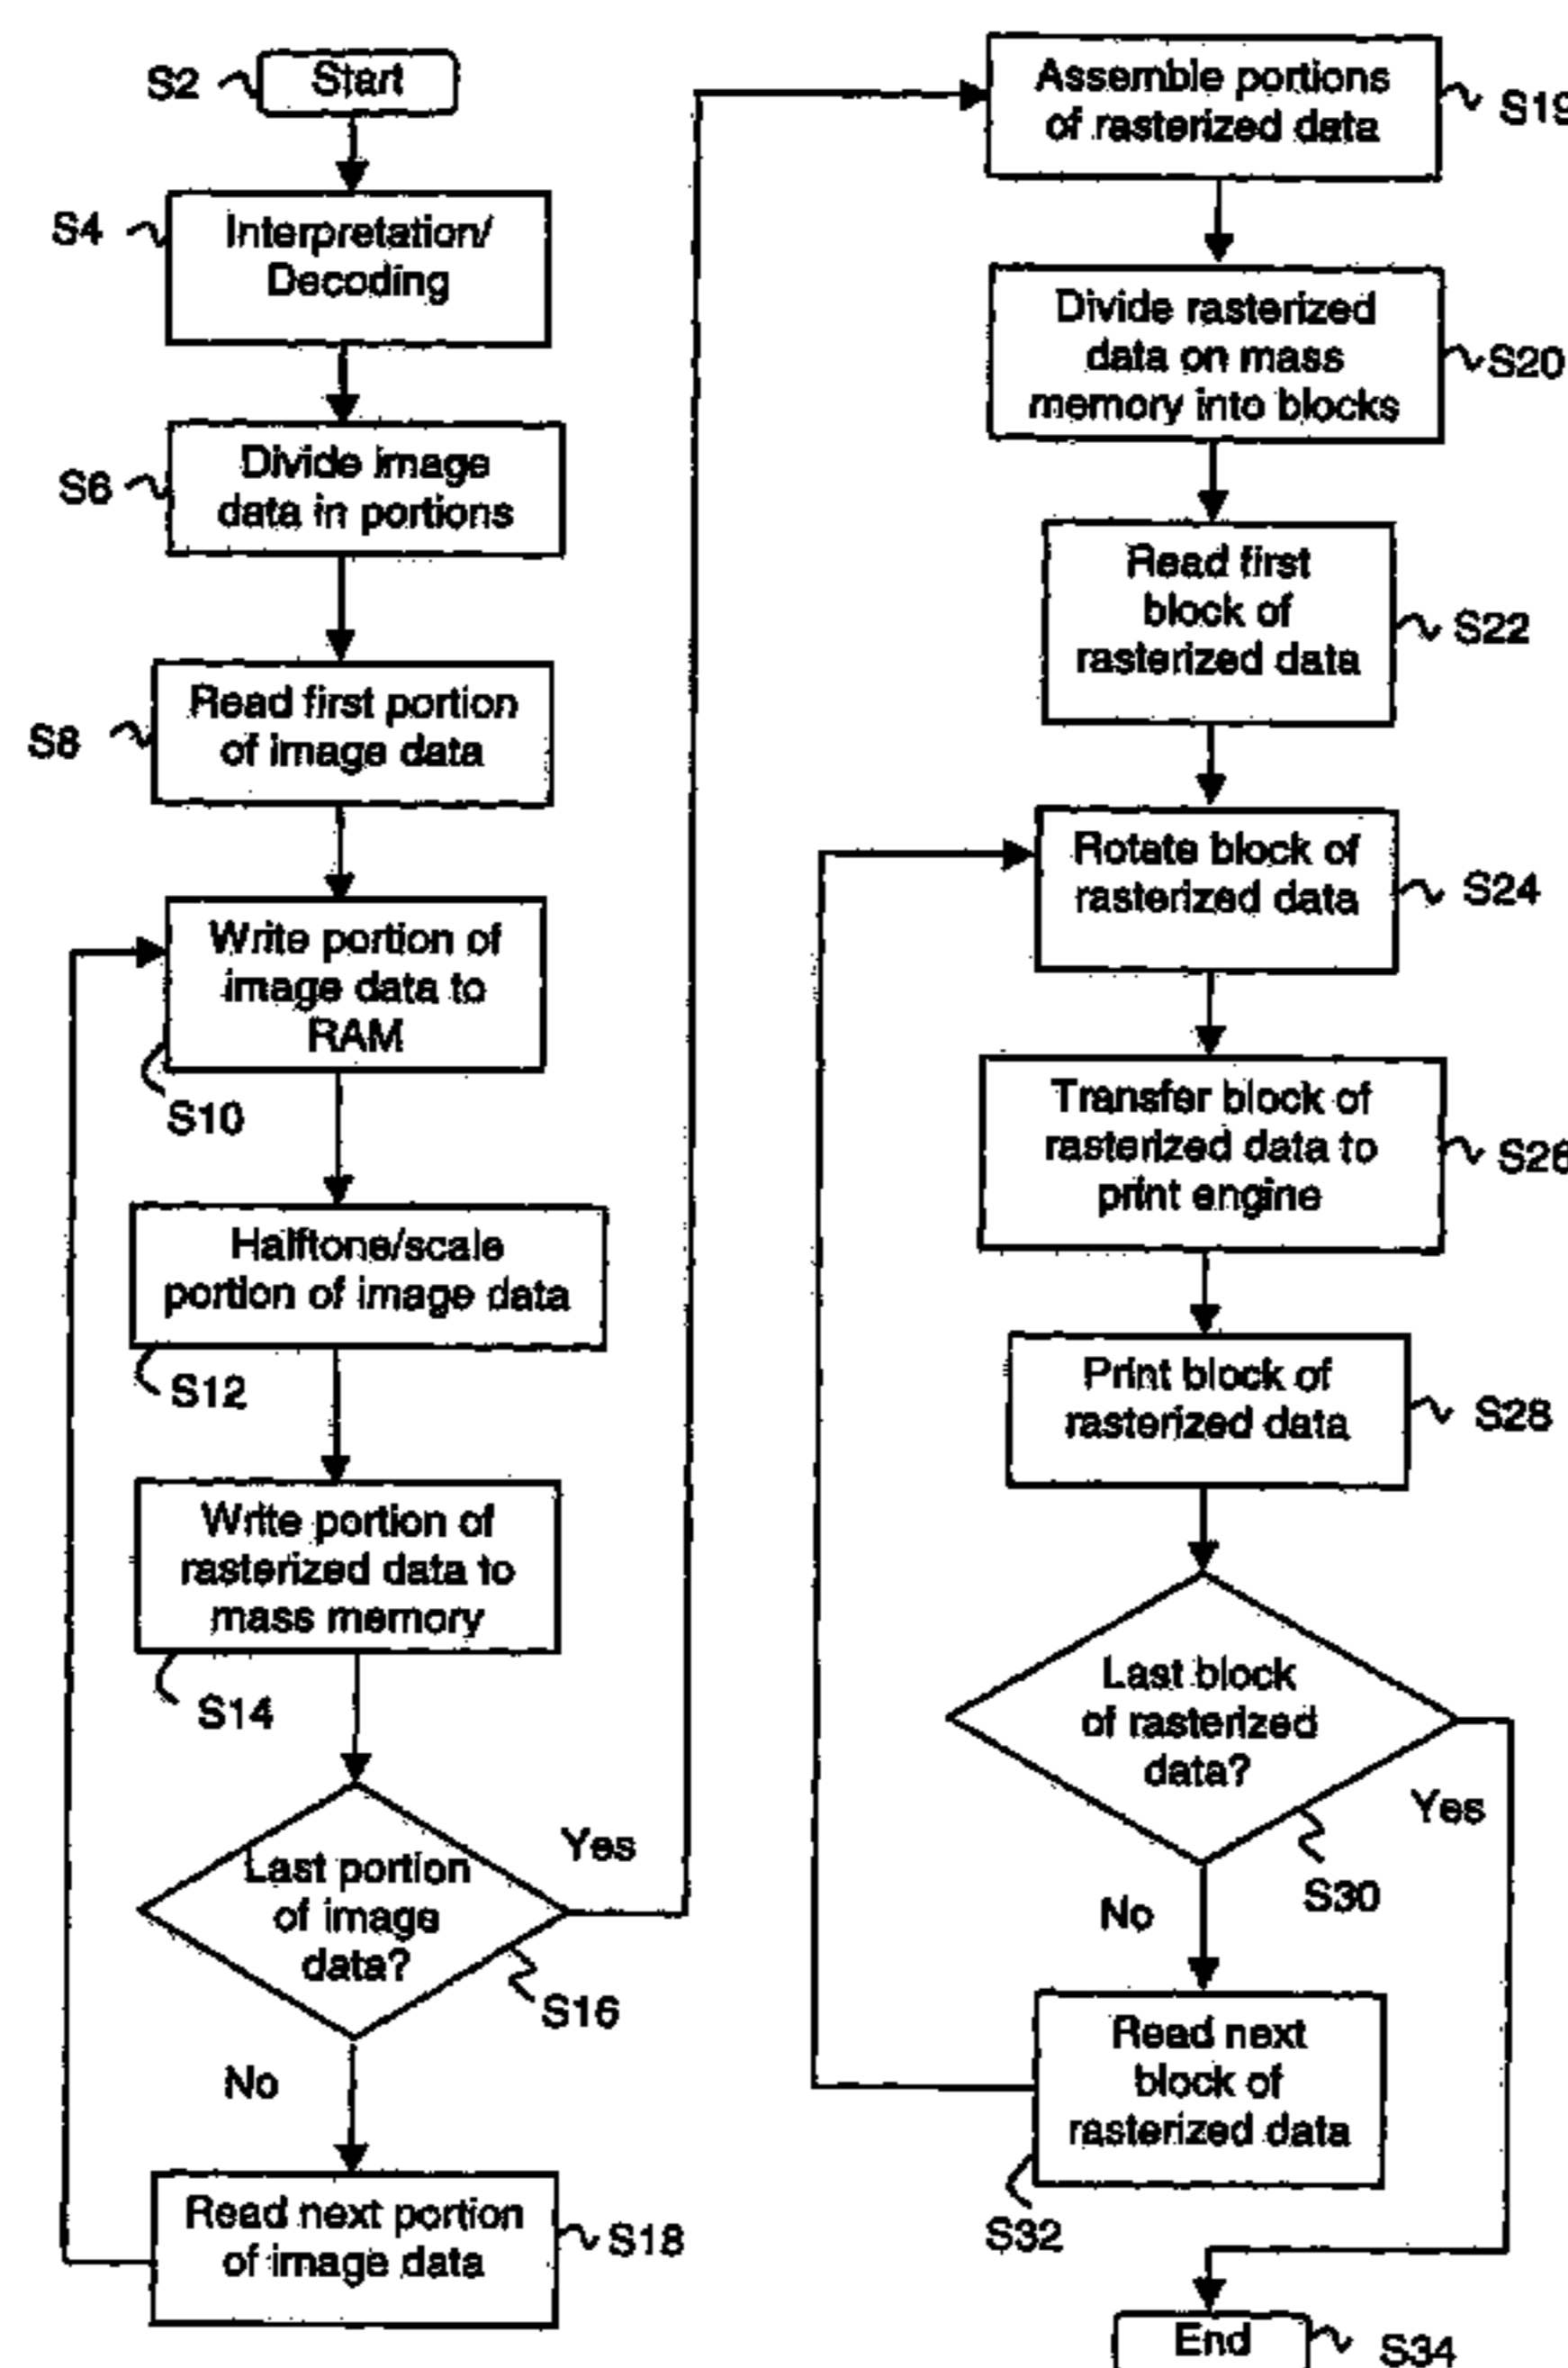 S2
Start
S4
Interpretation/
Decoding
S6
Divide image
data in portions
S8
Read first portion
of image data
Write portion of
image data to
RAM
S10
Halftone/scale
portion of image data
S12
Write portion of
rasterized data to
mass memory
S14
Last portion
of image
data?
Yes
S16
No
Read next portion
of image data
S18
Assemble portions
of rasterized data
S19
Divide rasterized
data on mass
memory into blocks
S20
Read first
block of
rasterized data
S22
Rotate block of
rasterized data
S24
Transfer block of
rasterized data to
print engine
S26
Print block of
rasterized data
S28
Last block
of rasterized
data?
Yes
S30
No
Read next
block of
rasterized data
S32
End
S34